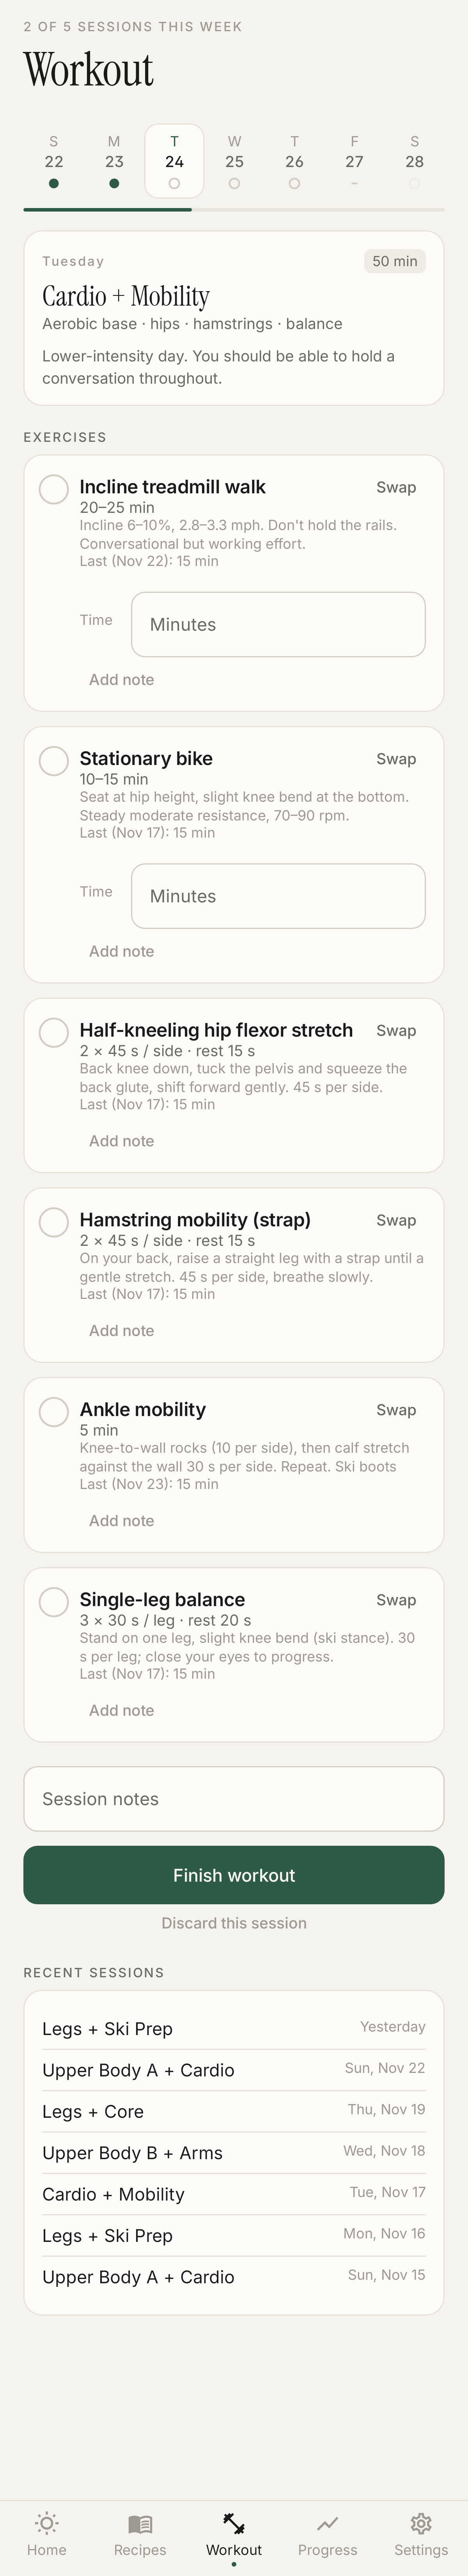 2 OF 5 SESSIONS THIS WEEK
Workout
S M T W T F S
22 23 24 25 26 27 28
Tuesday 50 min
Cardio + Mobility
Aerobic base · hips · hamstrings · balance
Lower-intensity day. You should be able to hold a
conversation throughout.
EXERCISES
Incline treadmill walk Swap
20–25 min
Incline 6–10%, 2.8–3.3 mph. Don't hold the rails.
Conversational but working effort.
Last (Nov 22): 15 min
Time Minutes
Add note
Stationary bike Swap
10–15 min
Seat at hip height, slight knee bend at the bottom.
Steady moderate resistance, 70–90 rpm.
Last (Nov 17): 15 min
Time Minutes
Add note
Half-kneeling hip flexor stretch Swap
2 × 45 s / side · rest 15 s
Back knee down, tuck the pelvis and squeeze the
back glute, shift forward gently. 45 s per side.
Last (Nov 17): 15 min
Add note
Hamstring mobility (strap) Swap
2 × 45 s / side · rest 15 s
On your back, raise a straight leg with a strap until a
gentle stretch. 45 s per side, breathe slowly.
Last (Nov 17): 15 min
Add note
Ankle mobility Swap
5 min
Knee-to-wall rocks (10 per side), then calf stretch
against the wall 30 s per side. Repeat. Ski boots
Last (Nov 23): 15 min
Add note
Single-leg balance Swap
3 × 30 s / leg · rest 20 s
Stand on one leg, slight knee bend (ski stance). 30
s per leg; close your eyes to progress.
Last (Nov 17): 15 min
Add note
Session notes
Finish workout
Discard this session
RECENT SESSIONS
Legs + Ski Prep Yesterday
Upper Body A + Cardio Sun, Nov 22
Legs + Core Thu, Nov 19
Upper Body B + Arms Wed, Nov 18
Cardio + Mobility Tue, Nov 17
Legs + Ski Prep Mon, Nov 16
Upper Body A + Cardio Sun, Nov 15
Home Recipes Workout Progress Settings